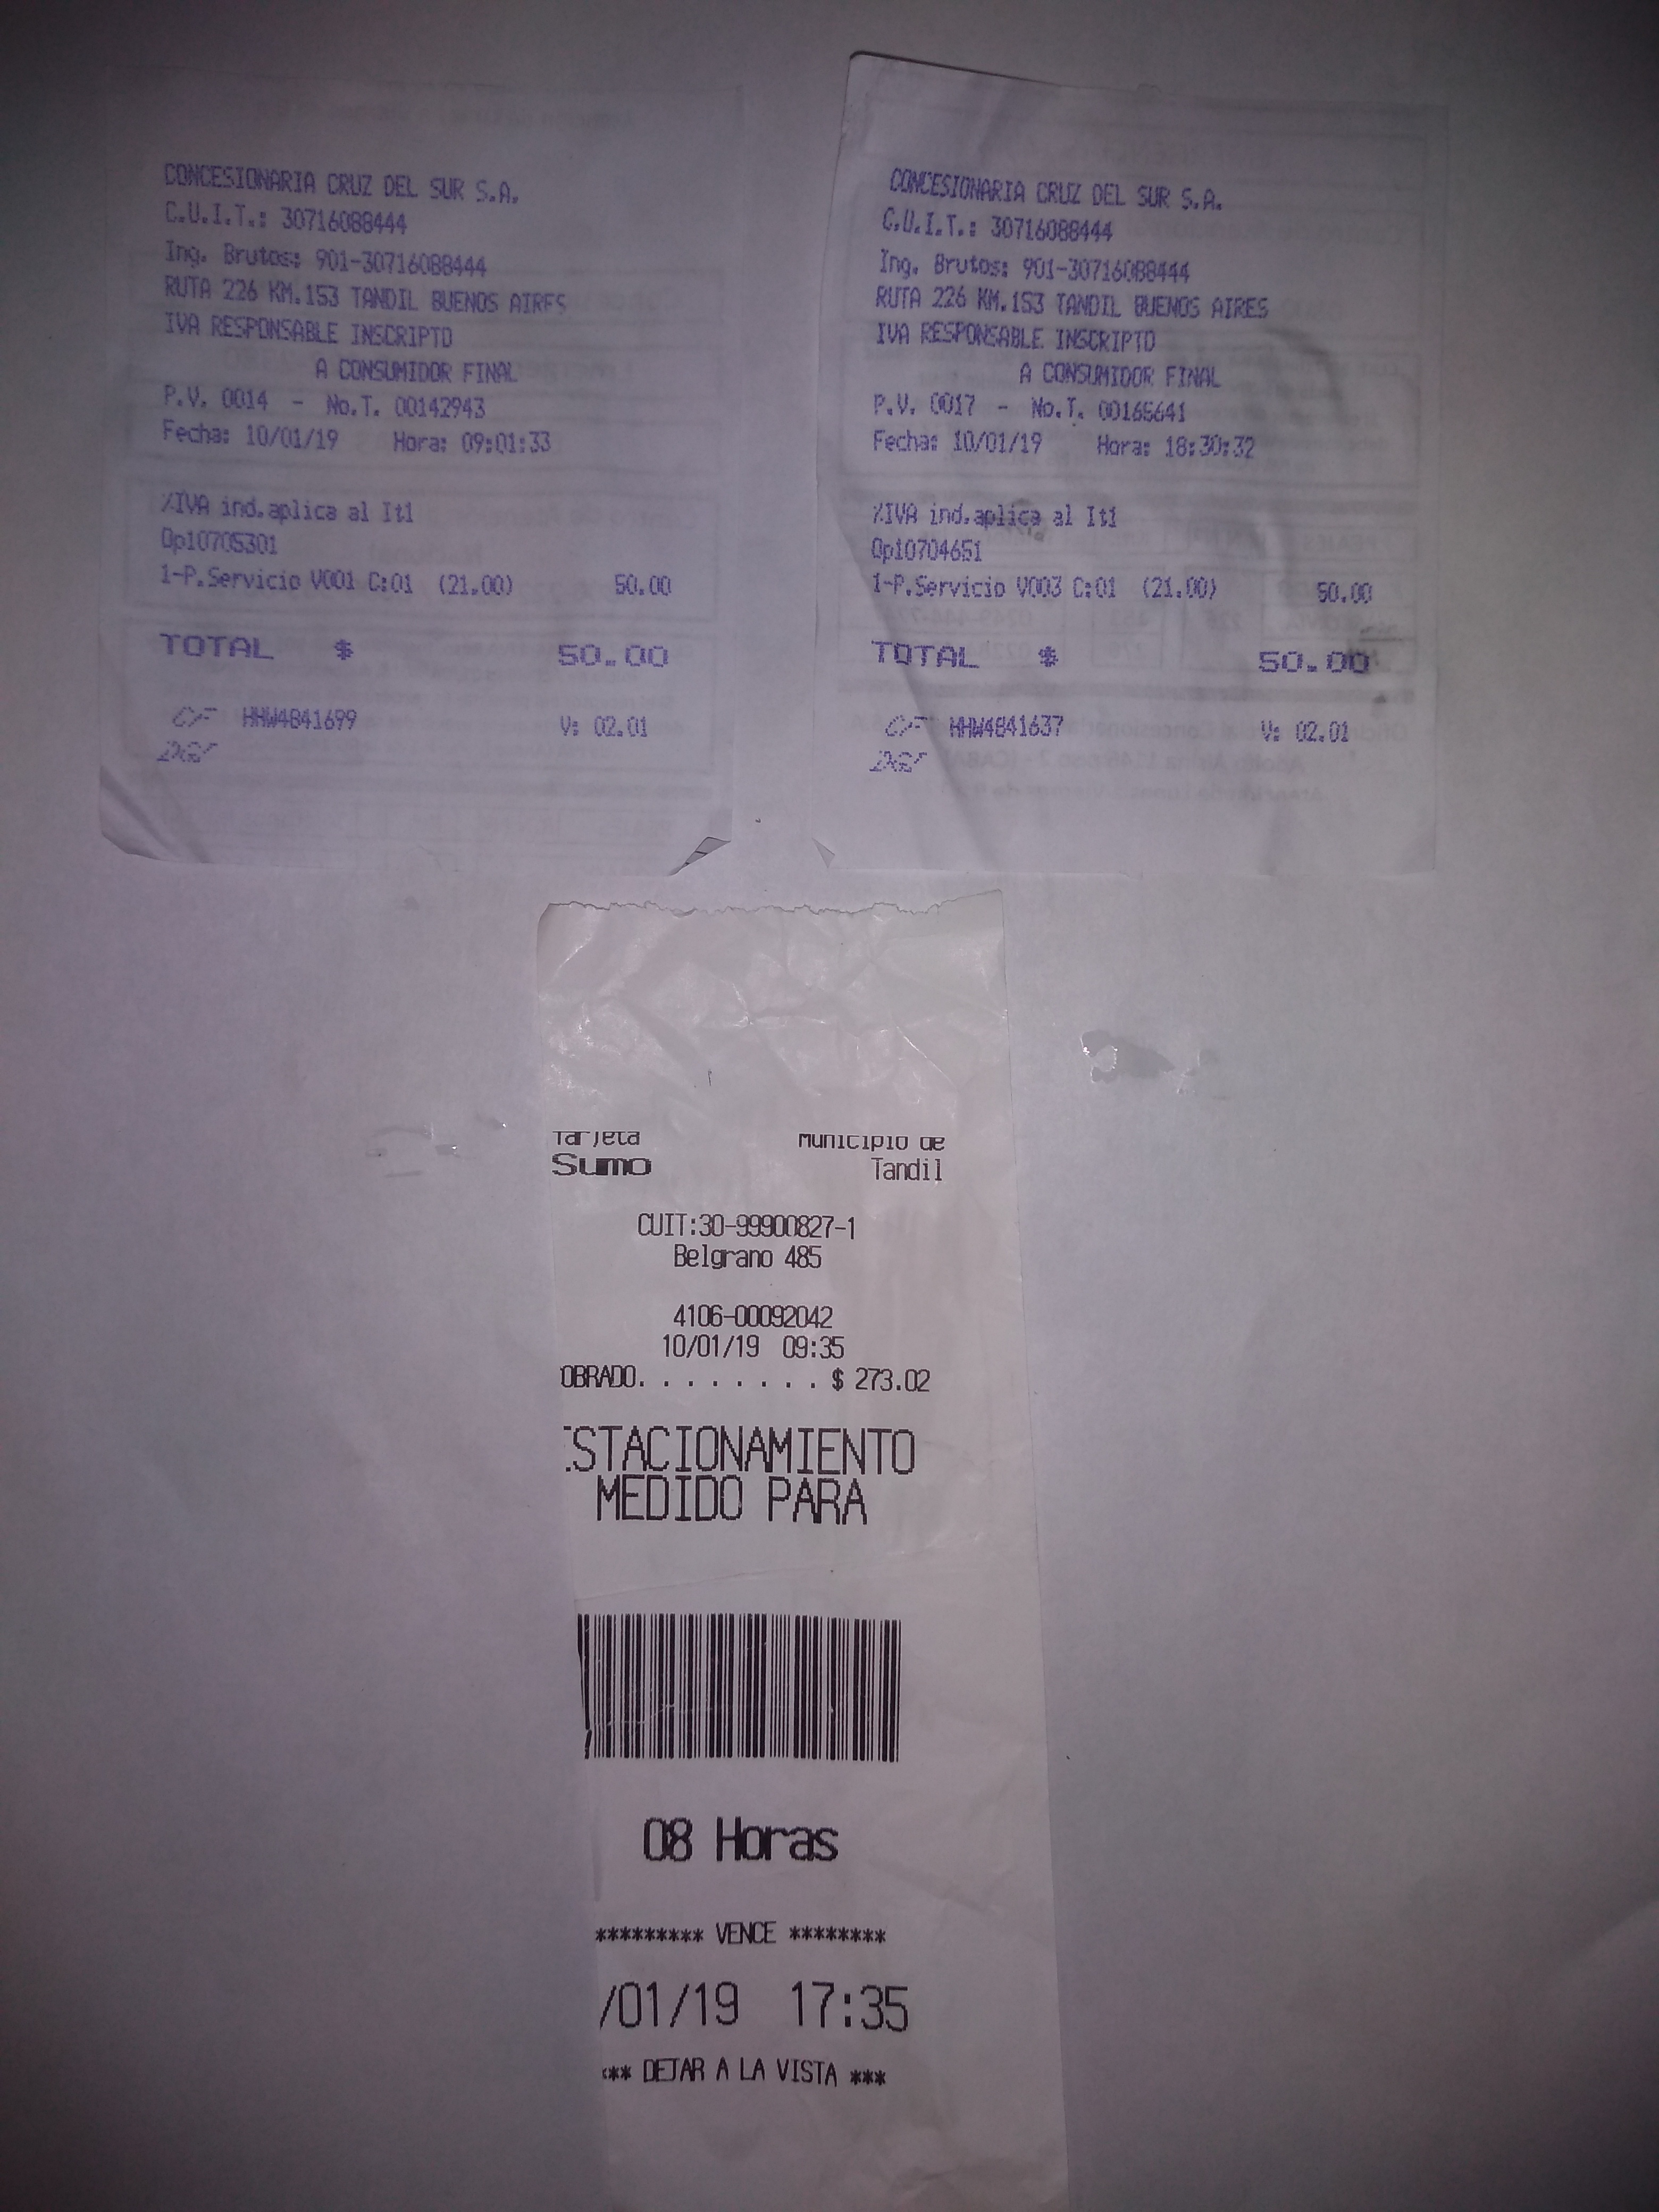 CONCESIONARIA CRUZ DEL SUR S.A.
C.U.I.T.: 30716088444
Ing. Brutos: 901-30716088444
RUTA 226 KM.153 TANDIL BUENOS AIRES
IVA RESPONSABLE INSCRIPTO
A CONSUMIDOR FINAL
P.V. 0014 - No.T. 00142943
Fecha: 10/01/19 Hora: 09:01:33
%IVA ind.aplica al It1
Op10705301
1-P.Servicio V001 C:01 (21.00) 50.00
TOTAL $ 50.00
CF HHW4841699 V: 02.01
CONCESIONARIA CRUZ DEL SUR S.A.
C.U.I.T.: 30716088444
Ing. Brutos: 901-30716088444
RUTA 226 KM.153 TANDIL BUENOS AIRES
IVA RESPONSABLE INSCRIPTO
A CONSUMIDOR FINAL
P.V. 0017 - No.T. 00165641
Fecha: 10/01/19 Hora: 18:30:32
%IVA ind.aplica al It1
Op10704651
1-P.Servicio V003 C:01 (21.00) 50.00
TOTAL $ 50.00
CF HHW4841637 V: 02.01
Tarjeta Municipio de
Sumo Tandil
CUIT:30-99900827-1
Belgrano 485
4106-00092042
10/01/19 09:35
OBRADO. . . . . . . . $ 273.02
ESTACIONAMIENTO
MEDIDO PARA
08 Horas
********* VENCE ********
/01/19 17:35
*** DEJAR A LA VISTA ***